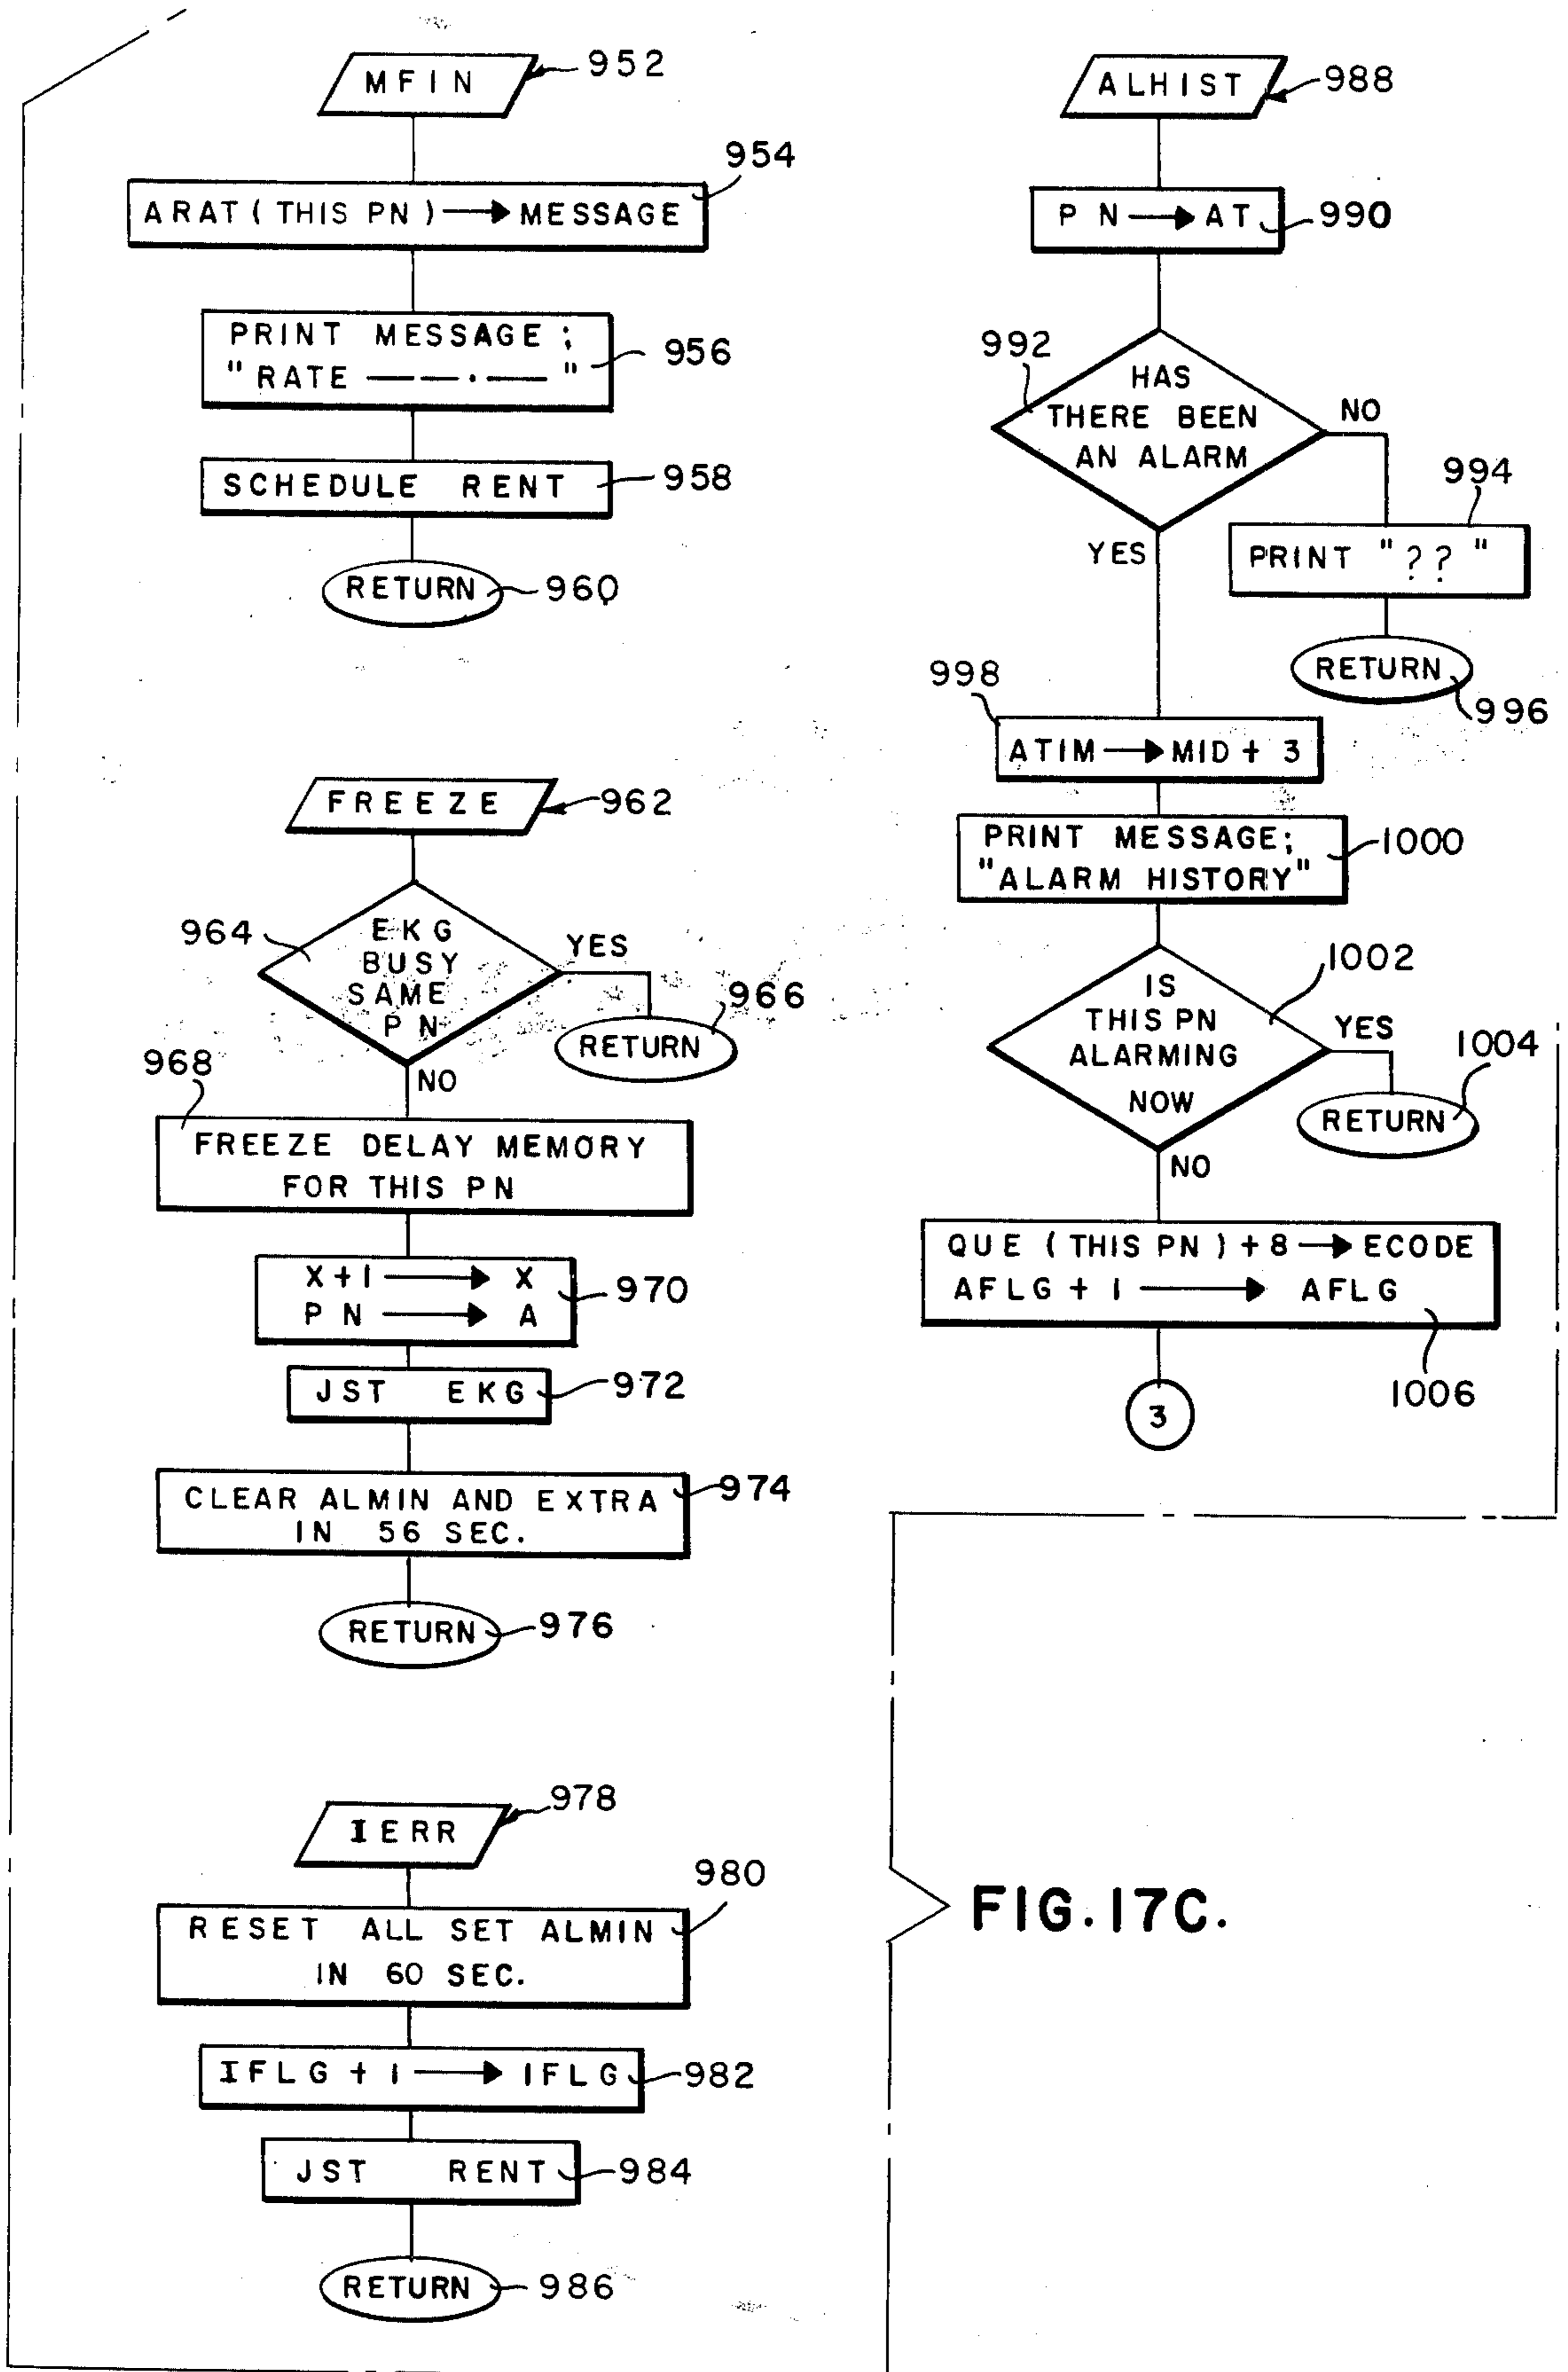 MFIN 952
954
ARAT ( THIS PN ) → MESSAGE
PRINT MESSAGE ;
" RATE — — . — "
956
SCHEDULE RENT 958
RETURN 960
FREEZE 962
964
EKG
BUSY
SAME
PN
YES
966
RETURN
968
NO
FREEZE DELAY MEMORY
FOR THIS PN
X+1 → X
PN → A
970
JST EKG 972
CLEAR ALMIN AND EXTRA
IN 56 SEC.
974
RETURN 976
978
IERR
980
RESET ALL SET ALMIN
IN 60 SEC.
IFLG + 1 → IFLG 982
JST RENT 984
RETURN 986
ALHIST 988
PN → AT 990
992
HAS
THERE BEEN
AN ALARM
NO
994
YES
PRINT "??"
RETURN
996
998
ATIM → MID + 3
PRINT MESSAGE;
"ALARM HISTORY"
1000
1002
IS
THIS PN
ALARMING
NOW
YES
1004
RETURN
NO
QUE ( THIS PN ) + 8 → ECODE
AFLG + 1 → AFLG
1006
3
FIG. 17C.